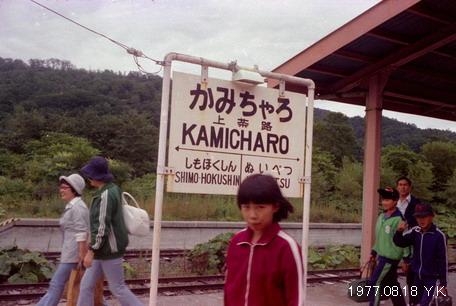 かみちゃろ
上茶路
KAMICHARO
しもほくしん ぬいべつ
SHIMO-HOKUSHIN
1977.08.18 Y.K